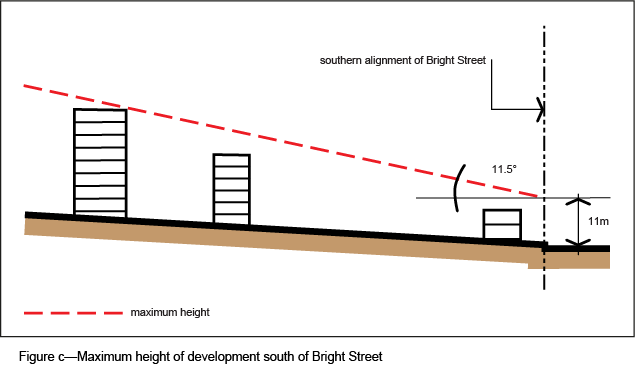 southern alignment of Bright Street
11.5°
11m
maximum height
Figure c—Maximum height of development south of Bright Street